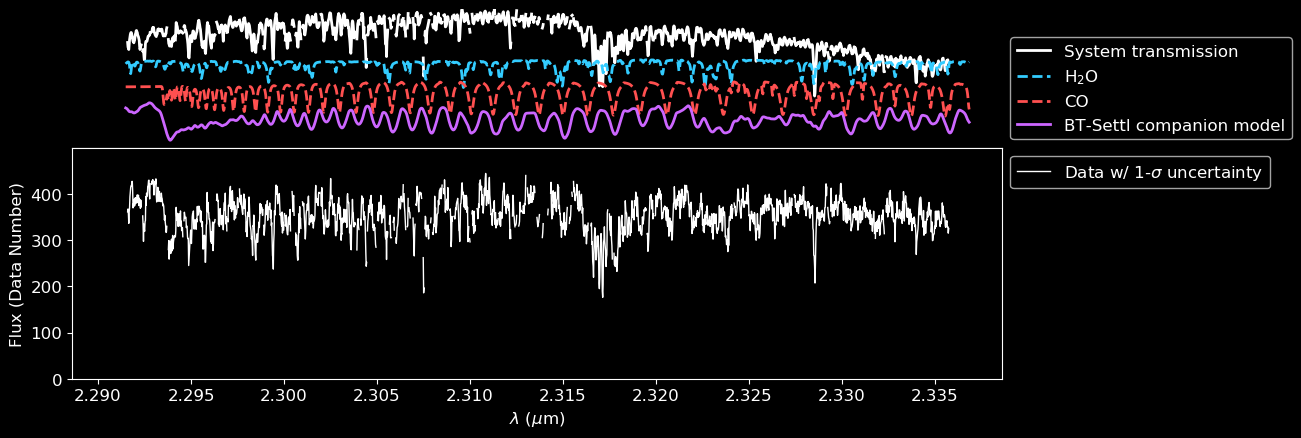 System transmission
H₂O
CO
BT-Settl companion model
Data w/ 1-σ uncertainty
Flux (Data Number)
400
300
200
100
0
2.290 2.295 2.300 2.305 2.310 2.315 2.320 2.325 2.330 2.335
λ (μm)